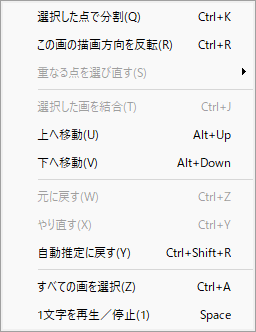 選択した点で分割(Q) Ctrl+K
この画の描画方向を反転(R) Ctrl+R
重なる点を選び直す(S)
選択した画を結合(T) Ctrl+J
上へ移動(U) Alt+Up
下へ移動(V) Alt+Down
元に戻す(W) Ctrl+Z
やり直す(X) Ctrl+Y
自動推定に戻す(Y) Ctrl+Shift+R
すべての画を選択(Z) Ctrl+A
1文字を再生／停止(1) Space